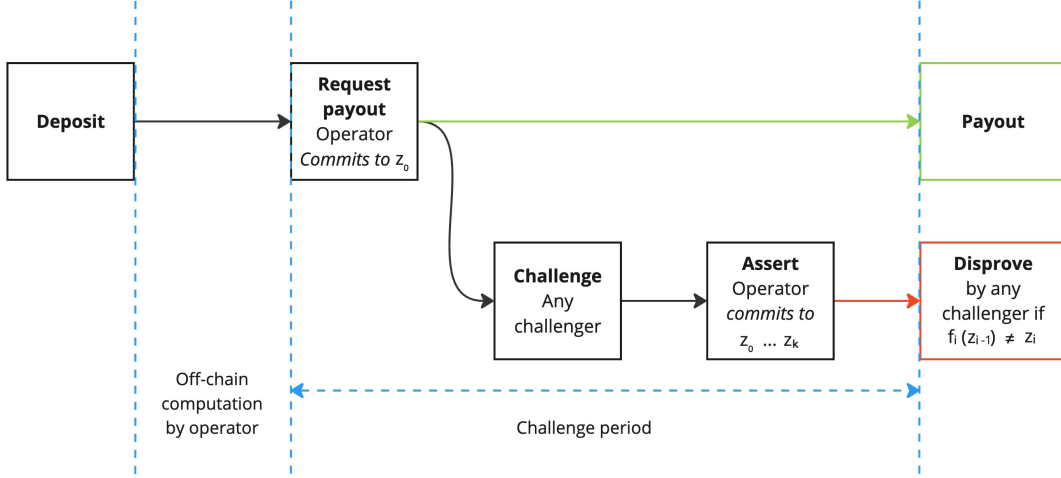 Deposit
Request
payout
Operator
Commits to z₀
Payout
Challenge
Any
challenger
Assert
Operator
commits to
z₀ ... zₖ
Disprove
by any
challenger if
fᵢ (zᵢ₋₁) ≠ zᵢ
Off-chain
computation
by operator
Challenge period